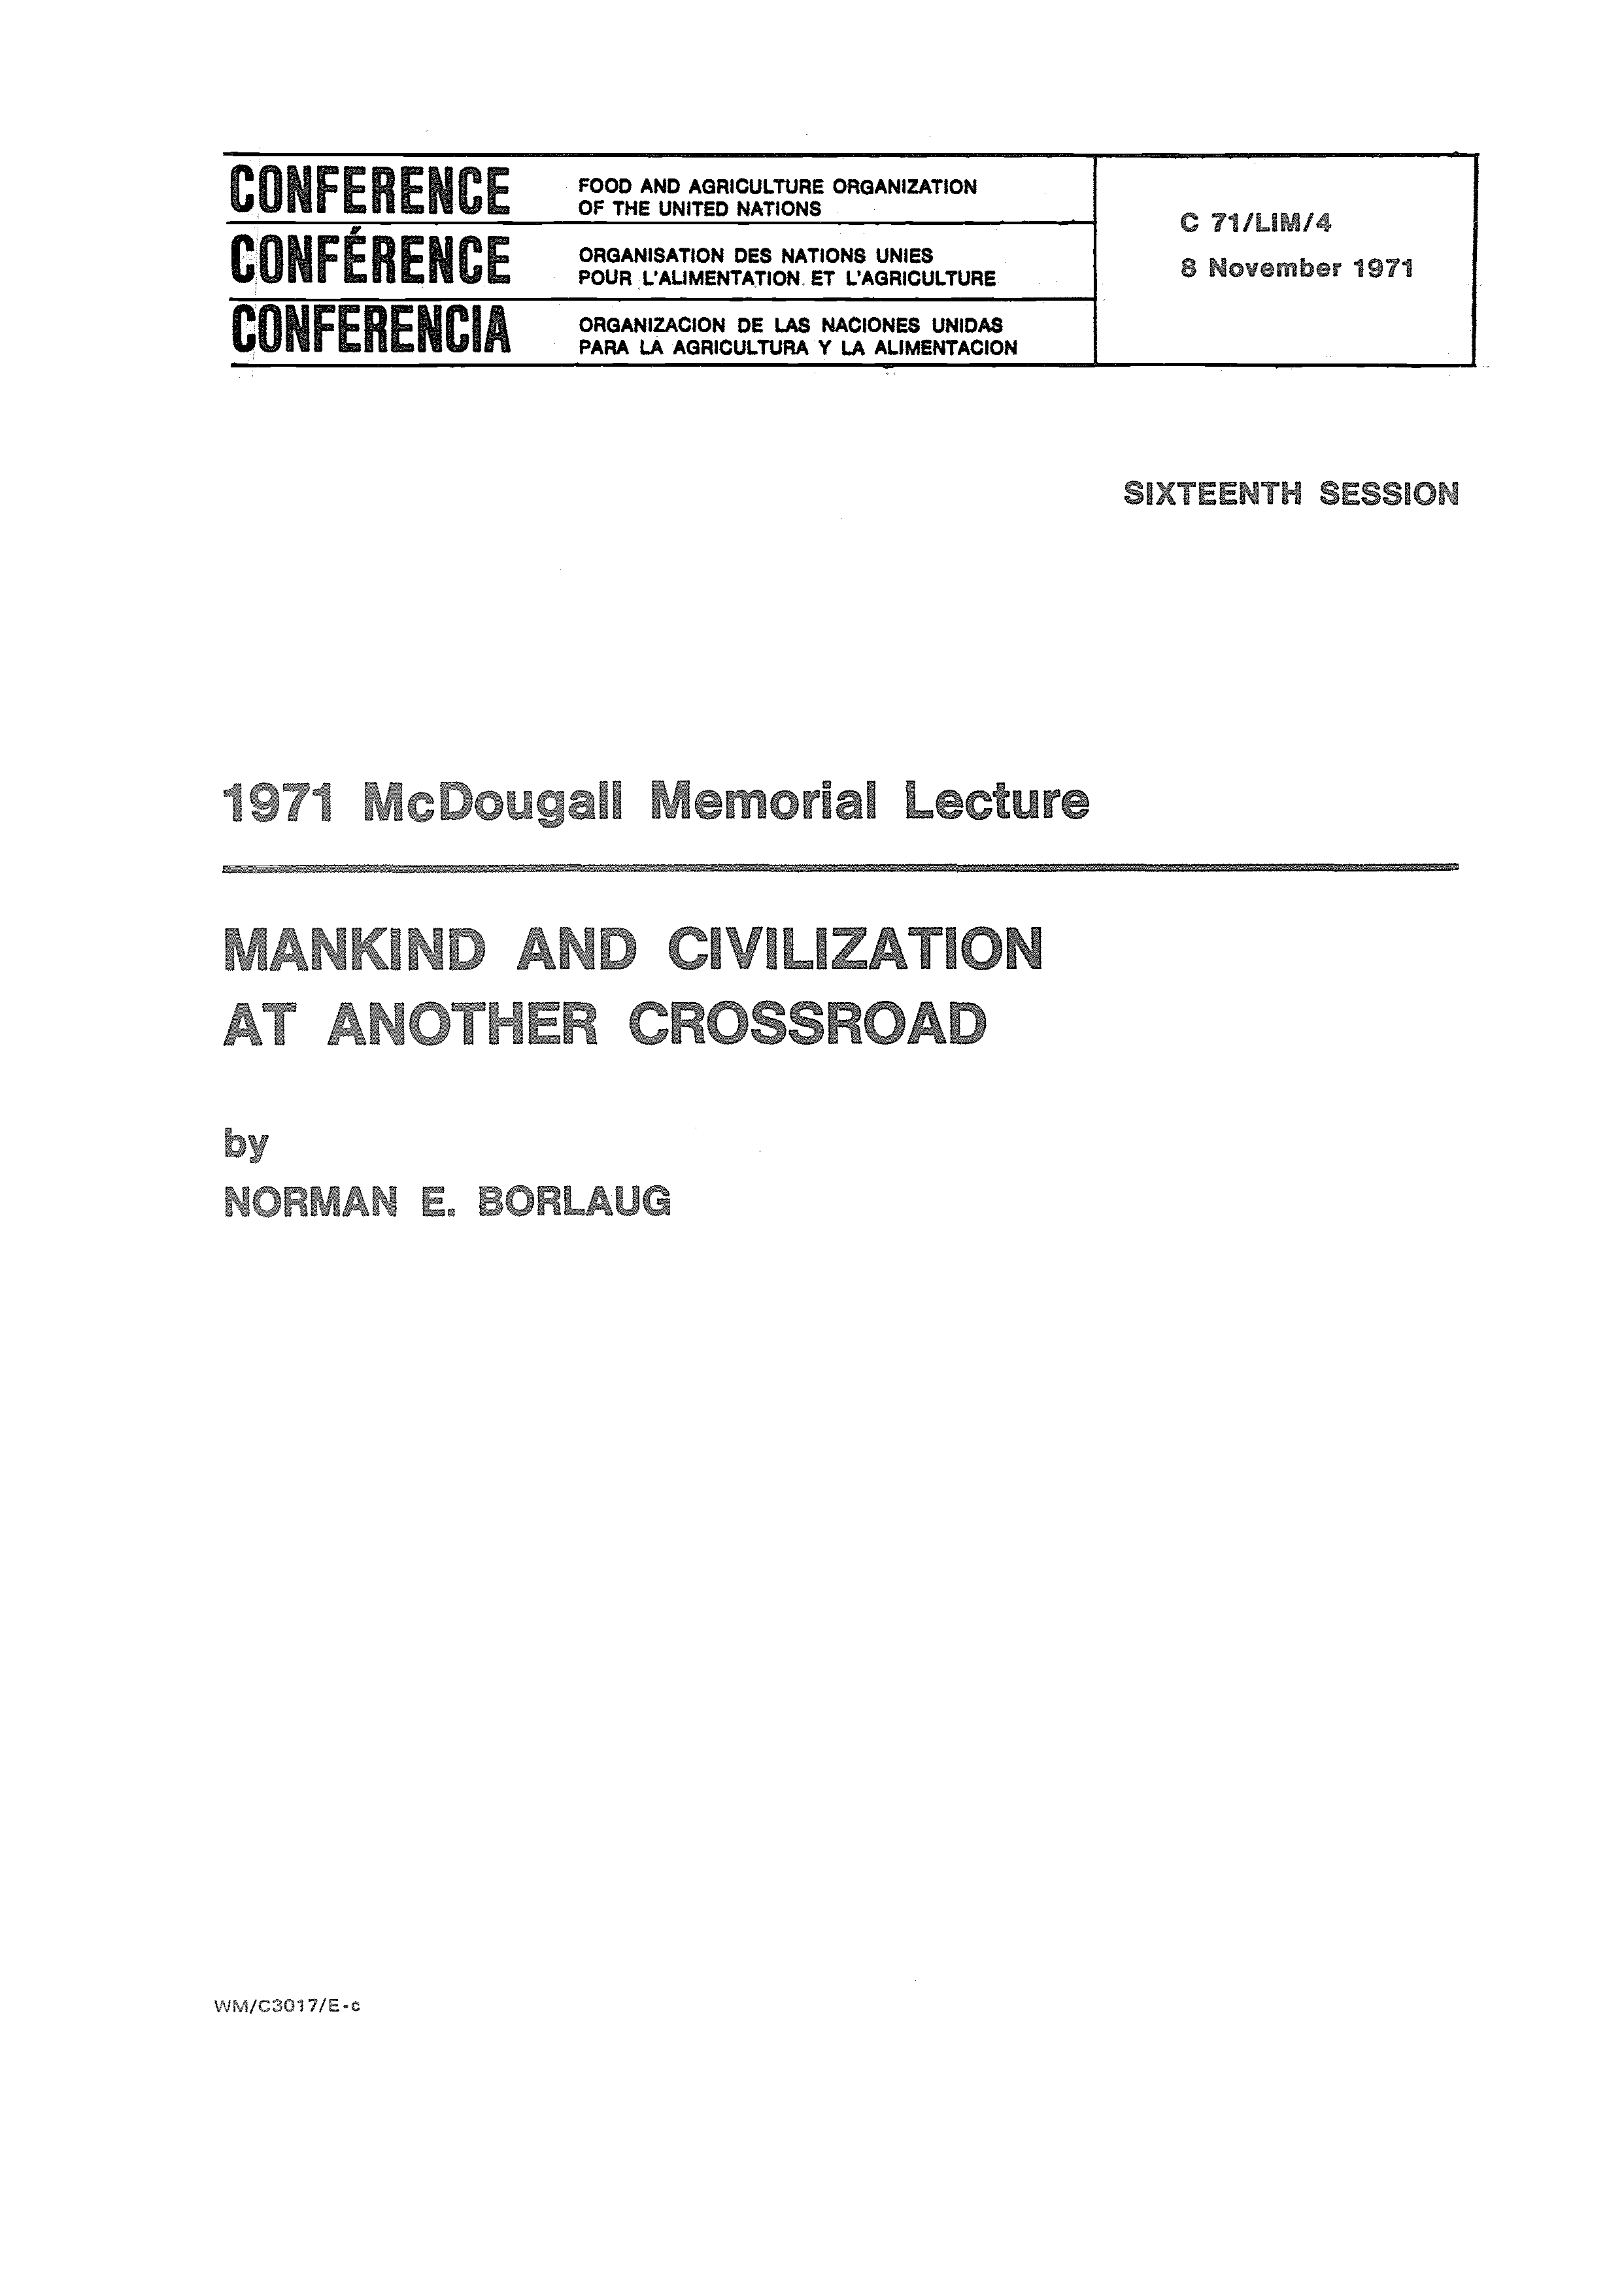 CONFERENCE
FOOD AND AGRICULTURE ORGANIZATION
OF THE UNITED NATIONS
CONFÉRENCE
ORGANISATION DES NATIONS UNIES
POUR L'ALIMENTATION ET L'AGRICULTURE
CONFERENCIA
ORGANIZACION DE LAS NACIONES UNIDAS
PARA LA AGRICULTURA Y LA ALIMENTACION
C 71/LIM/4
8 November 1971
SIXTEENTH SESSION
1971 McDougall Memorial Lecture
MANKIND AND CIVILIZATION
AT ANOTHER CROSSROAD
by
NORMAN E. BORLAUG
WM/C3017/E-c